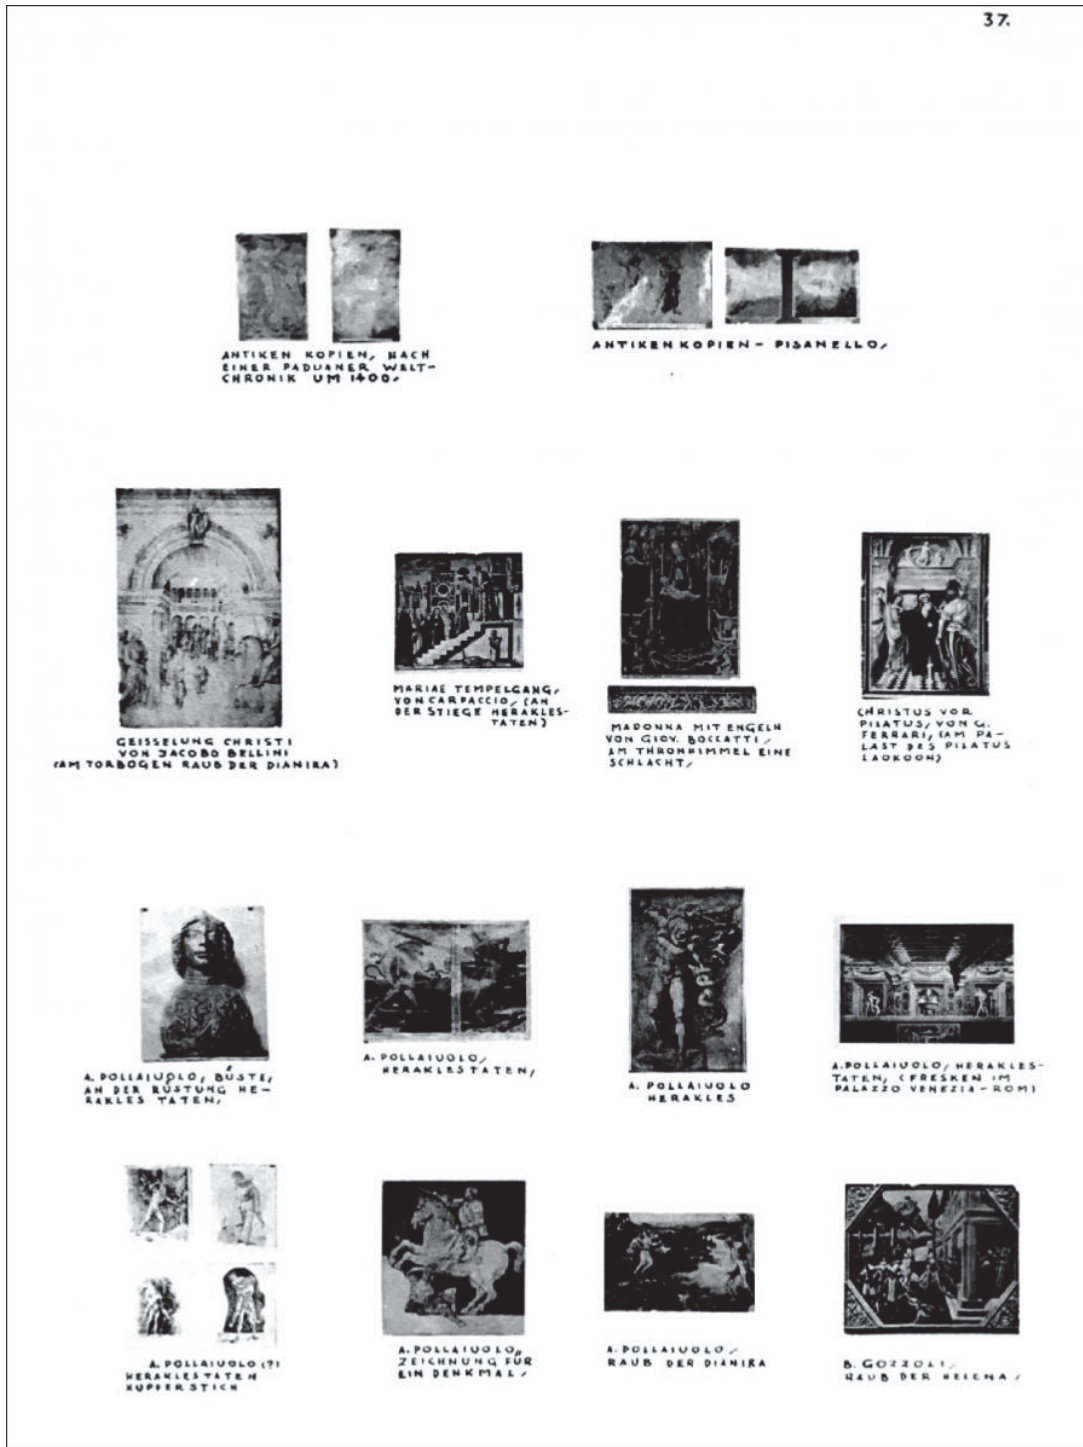 37.
ANTIKEN KOPIEN, NACH
EINER PADUANER WELT-
CHRONIK UM 1400,
ANTIKENKOPIEN - PISANELLO,
GEISSELUNG CHRISTI
VON JACOBO BELLINI
(AM TORBOGEN RAUB DER DIANIRA)
MARIAE TEMPELGANG,
VON CARPACCIO, (AN
DER STIEGE HERAKLES-
TATEN)
MADONNA MIT ENGELN
VON GIOV. BOCCATTI,
AM THRONHIMMEL EINE
SCHLACHT,
CHRISTUS VOR
PILATUS, VON G.
FERRARI, (AM PA-
LAST DES PILATUS
LAOKOON)
A. POLLAIUOLO, BÜSTE,
AN DER RÜSTUNG HE-
RAKLES TATEN,
A. POLLAIUOLO,
HERAKLESTATEN,
A. POLLAIUOLO
HERAKLES
A. POLLAIUOLO, HERAKLES-
TATEN, (FRESKEN IM
PALAZZO VENEZIA-ROM)
A. POLLAIUOLO (?)
HERAKLESTATEN
KUPFERSTICH
A. POLLAIUOLO,
ZEICHNUNG FÜR
EIN DENKMAL,
A. POLLAIUOLO,
RAUB DER DIANIRA
B. GOZZOLI,
RAUB DER HELENA,